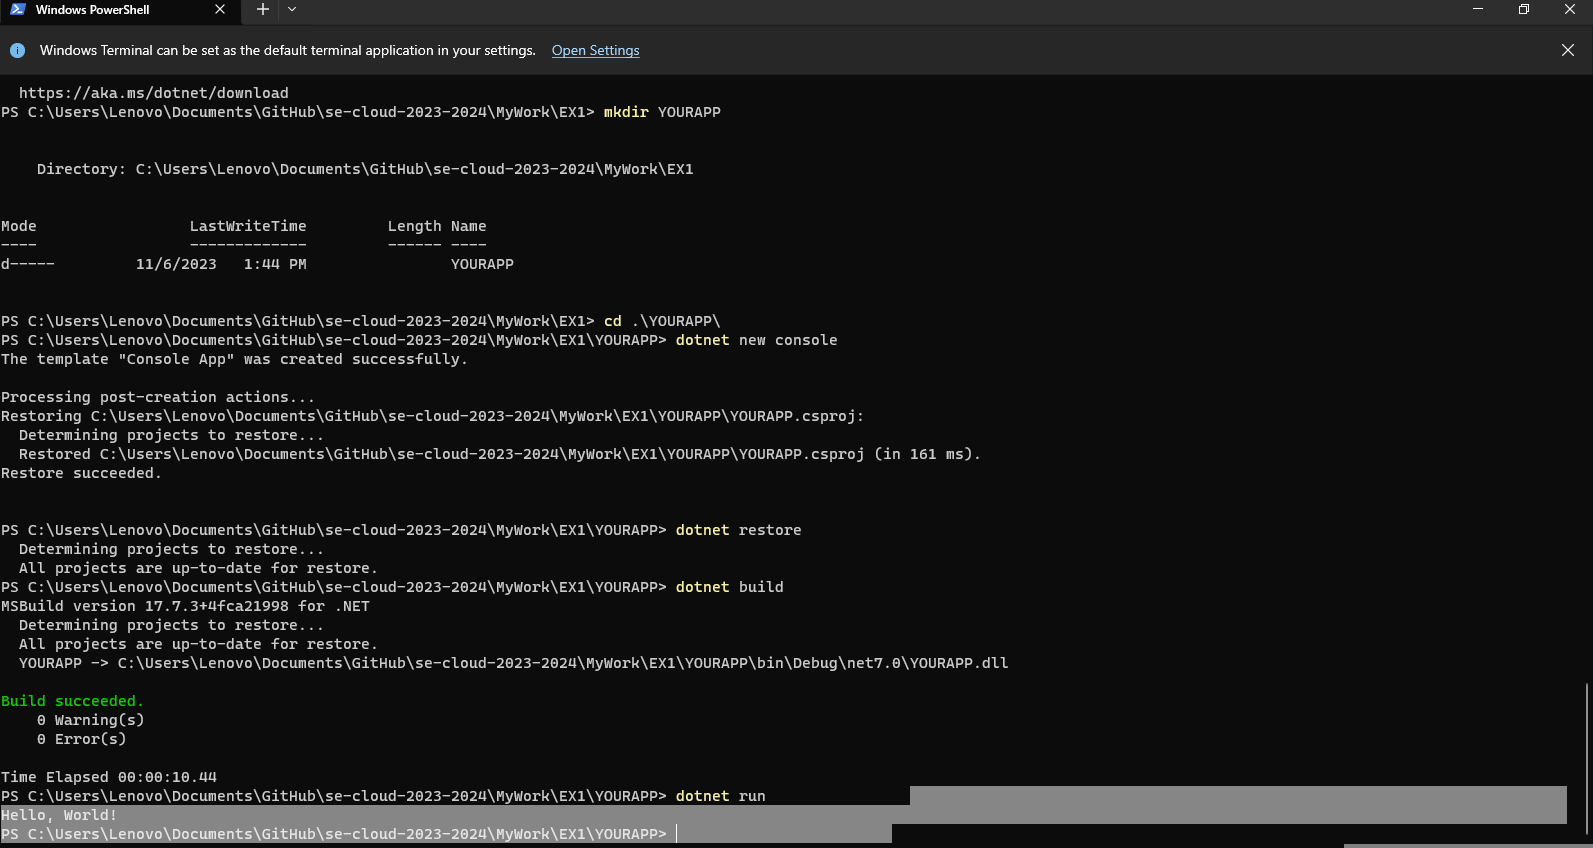 Windows PowerShell
Windows Terminal can be set as the default terminal application in your settings. Open Settings
https://aka.ms/dotnet/download
PS C:\Users\Lenovo\Documents\GitHub\se-cloud-2023-2024\MyWork\EX1> mkdir YOURAPP
Directory: C:\Users\Lenovo\Documents\GitHub\se-cloud-2023-2024\MyWork\EX1
Mode                 LastWriteTime         Length Name
----                 -------------         ------ ----
d-----         11/6/2023   1:44 PM                YOURAPP
PS C:\Users\Lenovo\Documents\GitHub\se-cloud-2023-2024\MyWork\EX1> cd .\YOURAPP\
PS C:\Users\Lenovo\Documents\GitHub\se-cloud-2023-2024\MyWork\EX1\YOURAPP> dotnet new console
The template "Console App" was created successfully.
Processing post-creation actions...
Restoring C:\Users\Lenovo\Documents\GitHub\se-cloud-2023-2024\MyWork\EX1\YOURAPP\YOURAPP.csproj:
Determining projects to restore...
Restored C:\Users\Lenovo\Documents\GitHub\se-cloud-2023-2024\MyWork\EX1\YOURAPP\YOURAPP.csproj (in 161 ms).
Restore succeeded.
PS C:\Users\Lenovo\Documents\GitHub\se-cloud-2023-2024\MyWork\EX1\YOURAPP> dotnet restore
Determining projects to restore...
All projects are up-to-date for restore.
PS C:\Users\Lenovo\Documents\GitHub\se-cloud-2023-2024\MyWork\EX1\YOURAPP> dotnet build
MSBuild version 17.7.3+4fca21998 for .NET
Determining projects to restore...
All projects are up-to-date for restore.
YOURAPP -> C:\Users\Lenovo\Documents\GitHub\se-cloud-2023-2024\MyWork\EX1\YOURAPP\bin\Debug\net7.0\YOURAPP.dll
Build succeeded.
0 Warning(s)
0 Error(s)
Time Elapsed 00:00:10.44
PS C:\Users\Lenovo\Documents\GitHub\se-cloud-2023-2024\MyWork\EX1\YOURAPP> dotnet run
Hello, World!
PS C:\Users\Lenovo\Documents\GitHub\se-cloud-2023-2024\MyWork\EX1\YOURAPP>